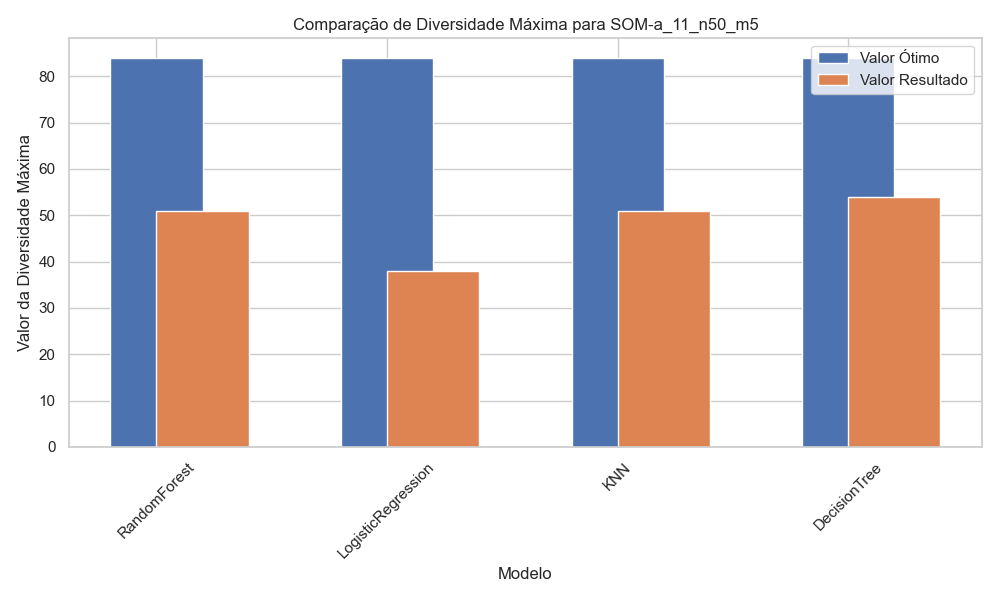 Comparação de Diversidade Máxima para SOM-a_11_n50_m5
Valor Ótimo
Valor Resultado
Valor da Diversidade Máxima
80
70
60
50
40
30
20
10
0
RandomForest
LogisticRegression
KNN
DecisionTree
Modelo